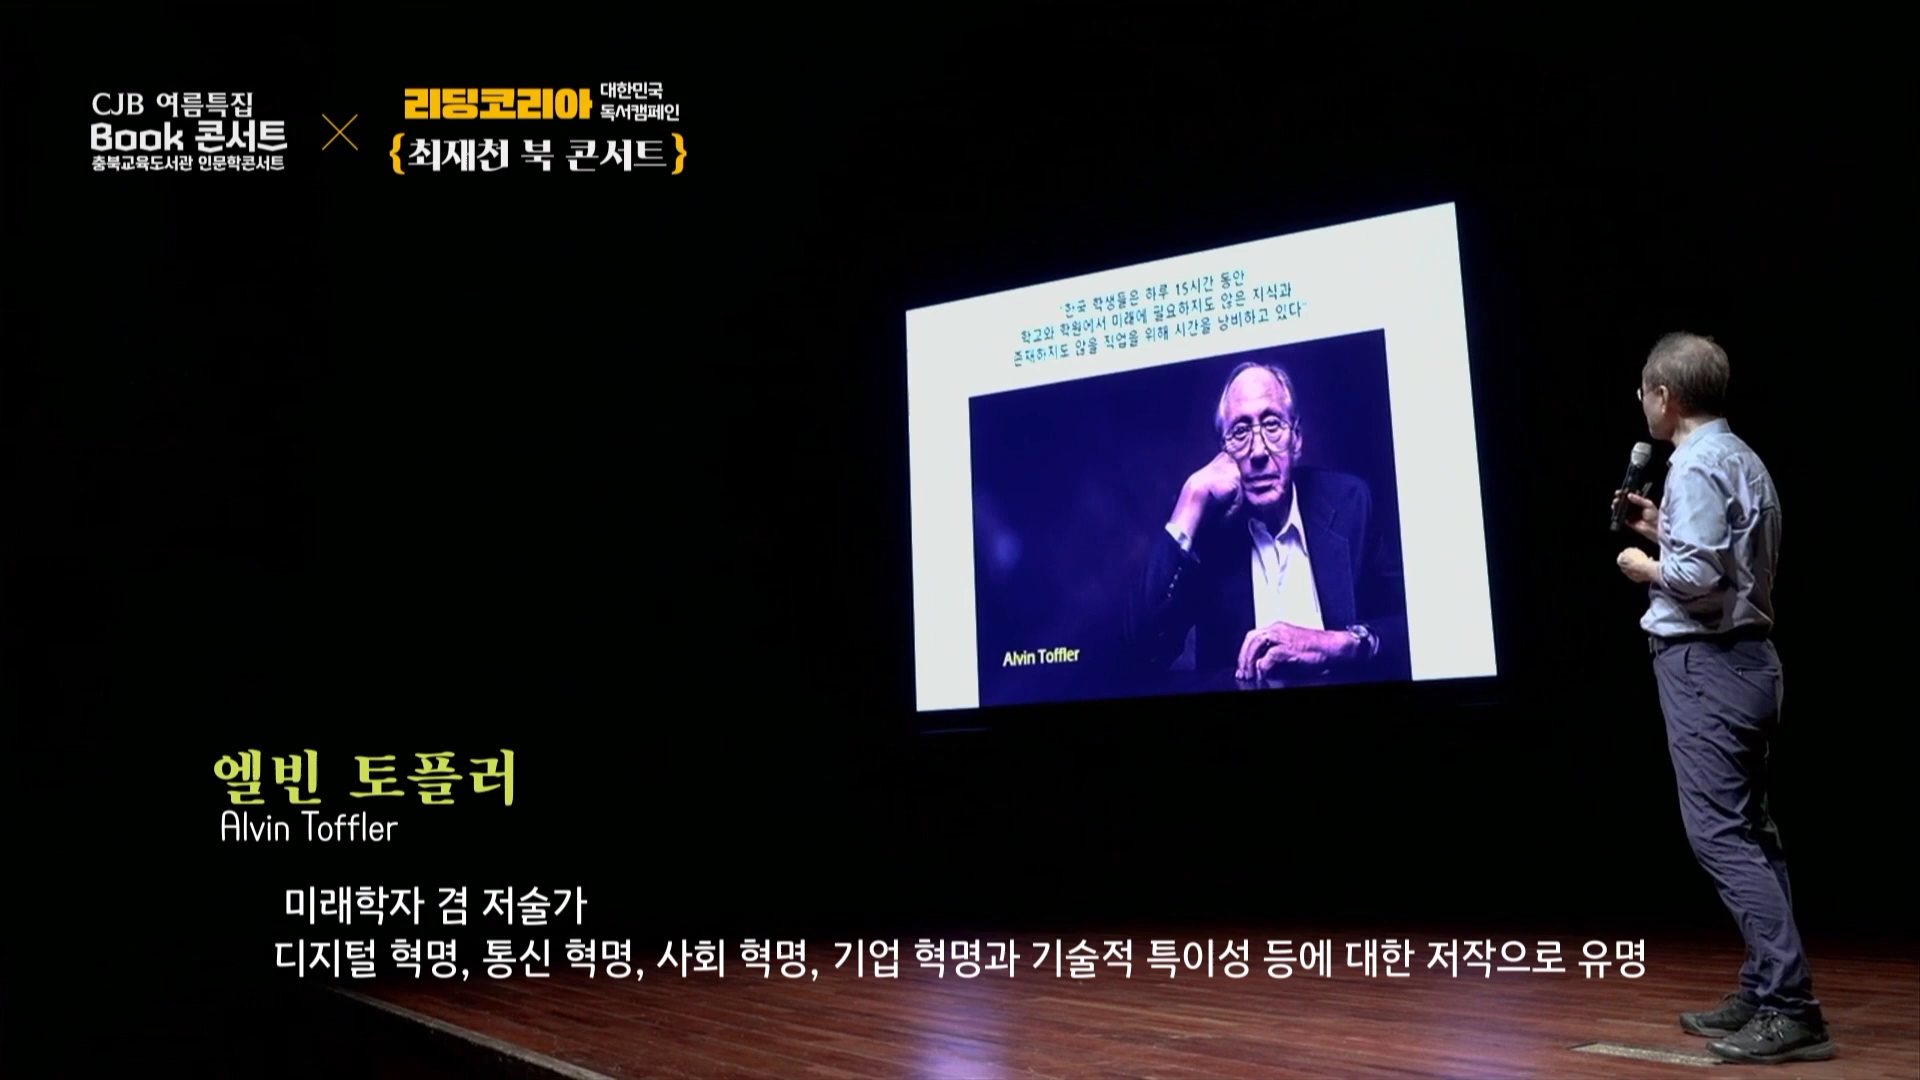 CJB 여름특집
Book 콘서트
충북교육도서관 인문학콘서트
×
리딩코리아 대한민국 독서캠페인
{최재천 북 콘서트}
"한국 학생들은 하루 15시간 동안
학교와 학원에서 미래에 필요하지도 않은 지식과
존재하지도 않을 직업을 위해 시간을 낭비하고 있다"
Alvin Toffler
엘빈 토플러
Alvin Toffler
미래학자 겸 저술가
디지털 혁명, 통신 혁명, 사회 혁명, 기업 혁명과 기술적 특이성 등에 대한 저작으로 유명